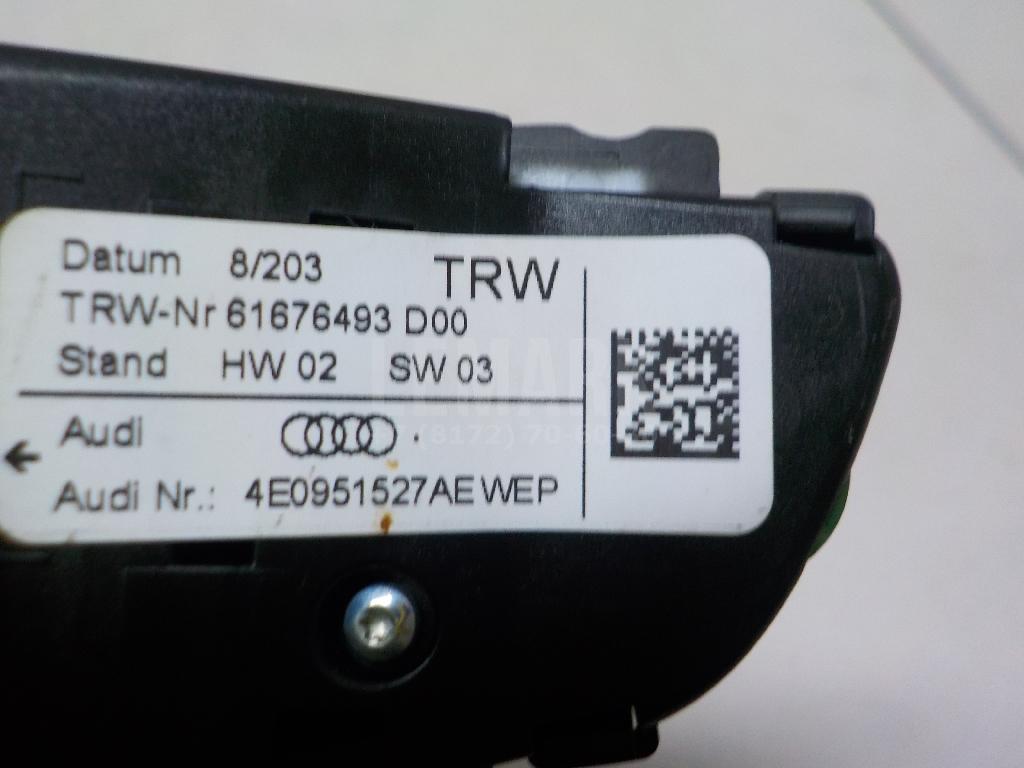 Datum 8/203 TRW
TRW-Nr 61676493 D00
Stand HW 02 SW 03
Audi
Audi Nr.: 4E0951527AE WEP